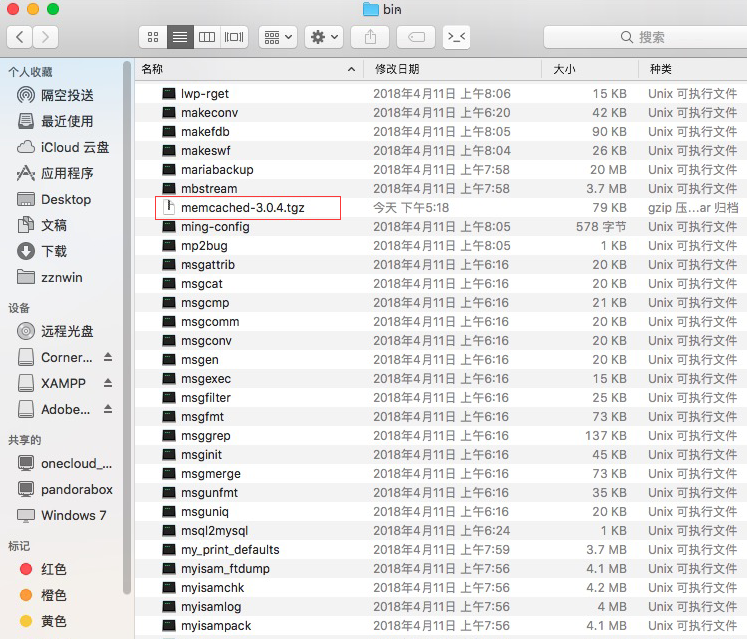 bin
搜索
个人收藏
隔空投送
最近使用
iCloud 云盘
应用程序
Desktop
文稿
下载
zznwin
设备
远程光盘
Corner...
XAMPP
Adobe...
共享的
onecloud_...
pandorabox
Windows 7
标记
红色
橙色
黄色
名称 修改日期 大小 种类
lwp-rget 2018年4月11日 上午8:06 15 KB Unix 可执行文件
makeconv 2018年4月11日 上午6:20 42 KB Unix 可执行文件
makefdb 2018年4月11日 上午8:05 90 KB Unix 可执行文件
makeswf 2018年4月11日 上午8:04 26 KB Unix 可执行文件
mariabackup 2018年4月11日 上午7:58 20 MB Unix 可执行文件
mbstream 2018年4月11日 上午7:58 3.7 MB Unix 可执行文件
memcached-3.0.4.tgz 今天 下午5:18 79 KB gzip 压...ar 归档
ming-config 2018年4月11日 上午8:05 578 字节 Unix 可执行文件
mp2bug 2018年4月11日 上午8:05 1 KB Unix 可执行文件
msgattrib 2018年4月11日 上午6:16 20 KB Unix 可执行文件
msgcat 2018年4月11日 上午6:16 20 KB Unix 可执行文件
msgcmp 2018年4月11日 上午6:16 21 KB Unix 可执行文件
msgcomm 2018年4月11日 上午6:16 20 KB Unix 可执行文件
msgconv 2018年4月11日 上午6:16 20 KB Unix 可执行文件
msgen 2018年4月11日 上午6:16 20 KB Unix 可执行文件
msgexec 2018年4月11日 上午6:16 15 KB Unix 可执行文件
msgfilter 2018年4月11日 上午6:16 25 KB Unix 可执行文件
msgfmt 2018年4月11日 上午6:16 73 KB Unix 可执行文件
msggrep 2018年4月11日 上午6:16 137 KB Unix 可执行文件
msginit 2018年4月11日 上午6:16 45 KB Unix 可执行文件
msgmerge 2018年4月11日 上午6:16 73 KB Unix 可执行文件
msgunfmt 2018年4月11日 上午6:16 35 KB Unix 可执行文件
msguniq 2018年4月11日 上午6:16 20 KB Unix 可执行文件
msql2mysql 2018年4月11日 上午6:24 1 KB Unix 可执行文件
my_print_defaults 2018年4月11日 上午7:59 3.7 MB Unix 可执行文件
myisam_ftdump 2018年4月11日 上午7:56 4.1 MB Unix 可执行文件
myisamchk 2018年4月11日 上午7:56 4.2 MB Unix 可执行文件
myisamlog 2018年4月11日 上午7:56 4 MB Unix 可执行文件
myisampack 2018年4月11日 上午7:56 4.1 MB Unix 可执行文件